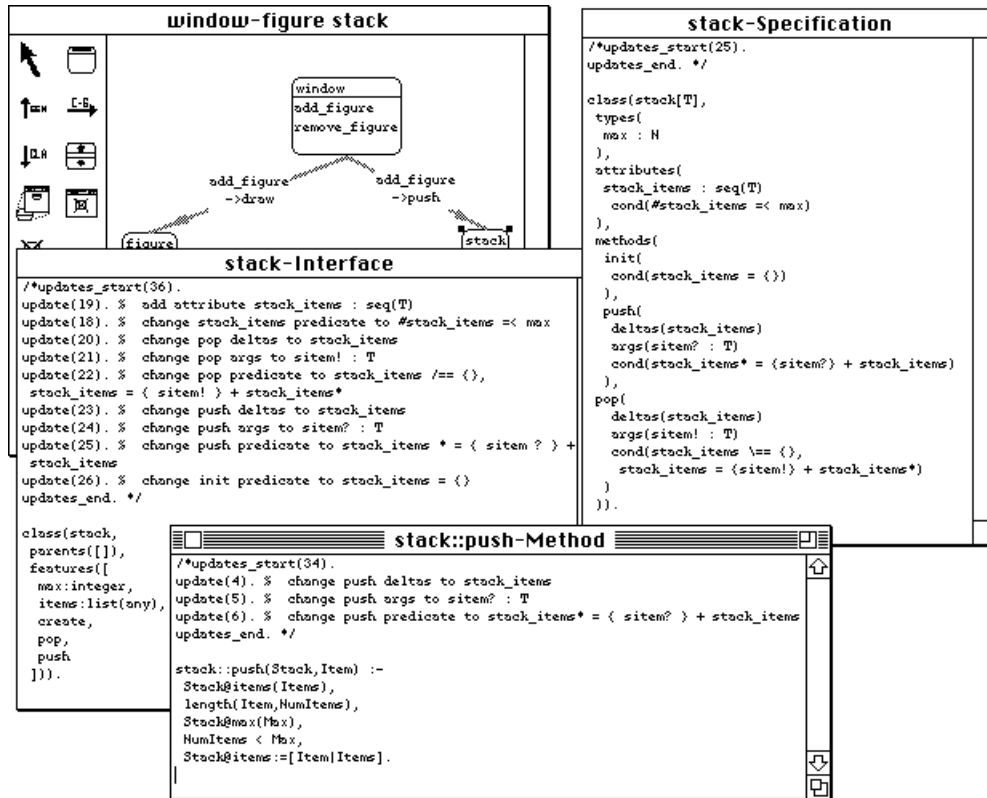 window-figure stack
GEN
C-G
CLA
window
add_figure
remove_figure
add_figure
->draw
add_figure
->push
figure
stack
stack-Specification
/*updates_start(25).
updates_end. */
class(stack[T],
types(
max : N
),
attributes(
stack_items : seq(T)
cond(#stack_items =< max)
),
methods(
init(
cond(stack_items = {})
),
push(
deltas(stack_items)
args(sitem? : T)
cond(stack_items* = {sitem?} + stack_items)
),
pop(
deltas(stack_items)
args(sitem! : T)
cond(stack_items \== {},
stack_items = {sitem!} + stack_items*)
)
)).
stack-Interface
/*updates_start(36).
update(19). %  add attribute stack_items : seq(T)
update(18). %  change stack_items predicate to #stack_items =< max
update(20). %  change pop deltas to stack_items
update(21). %  change pop args to sitem! : T
update(22). %  change pop predicate to stack_items /== {},
stack_items = { sitem! } + stack_items*
update(23). %  change push deltas to stack_items
update(24). %  change push args to sitem? : T
update(25). %  change push predicate to stack_items * = { sitem ? } +
stack_items
update(26). %  change init predicate to stack_items = {}
updates_end. */
class(stack,
parents([]),
features([
max:integer,
items:list(any),
create,
pop,
push
])).
stack::push-Method
/*updates_start(34).
update(4). %  change push deltas to stack_items
update(5). %  change push args to sitem? : T
update(6). %  change push predicate to stack_items* = { sitem? } + stack_items
updates_end. */
stack::push(Stack,Item) :-
Stack@items(Items),
length(Item,NumItems),
Stack@max(Max),
NumItems < Max,
Stack@items:=[Item|Items].